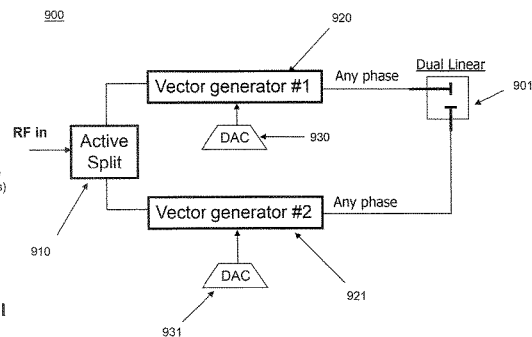 900
920
Dual Linear
Vector generator #1
Any phase
901
RF in
Active
Split
DAC
930
s)
Vector generator #2
Any phase
910
DAC
921
931